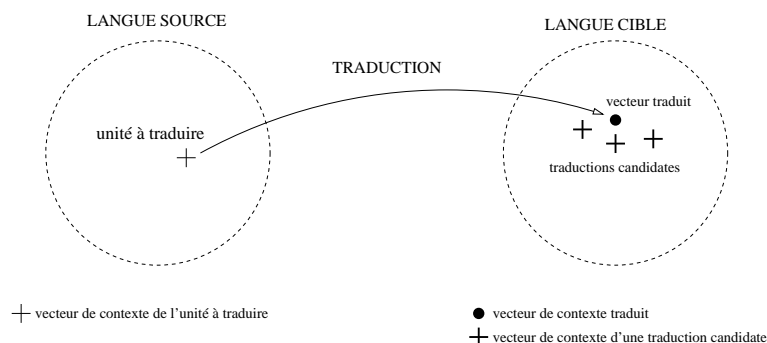 LANGUE SOURCE
LANGUE CIBLE
TRADUCTION
vecteur traduit
unité à traduire
traductions candidates
vecteur de contexte de l'unité à traduire
vecteur de contexte traduit
vecteur de contexte d'une traduction candidate